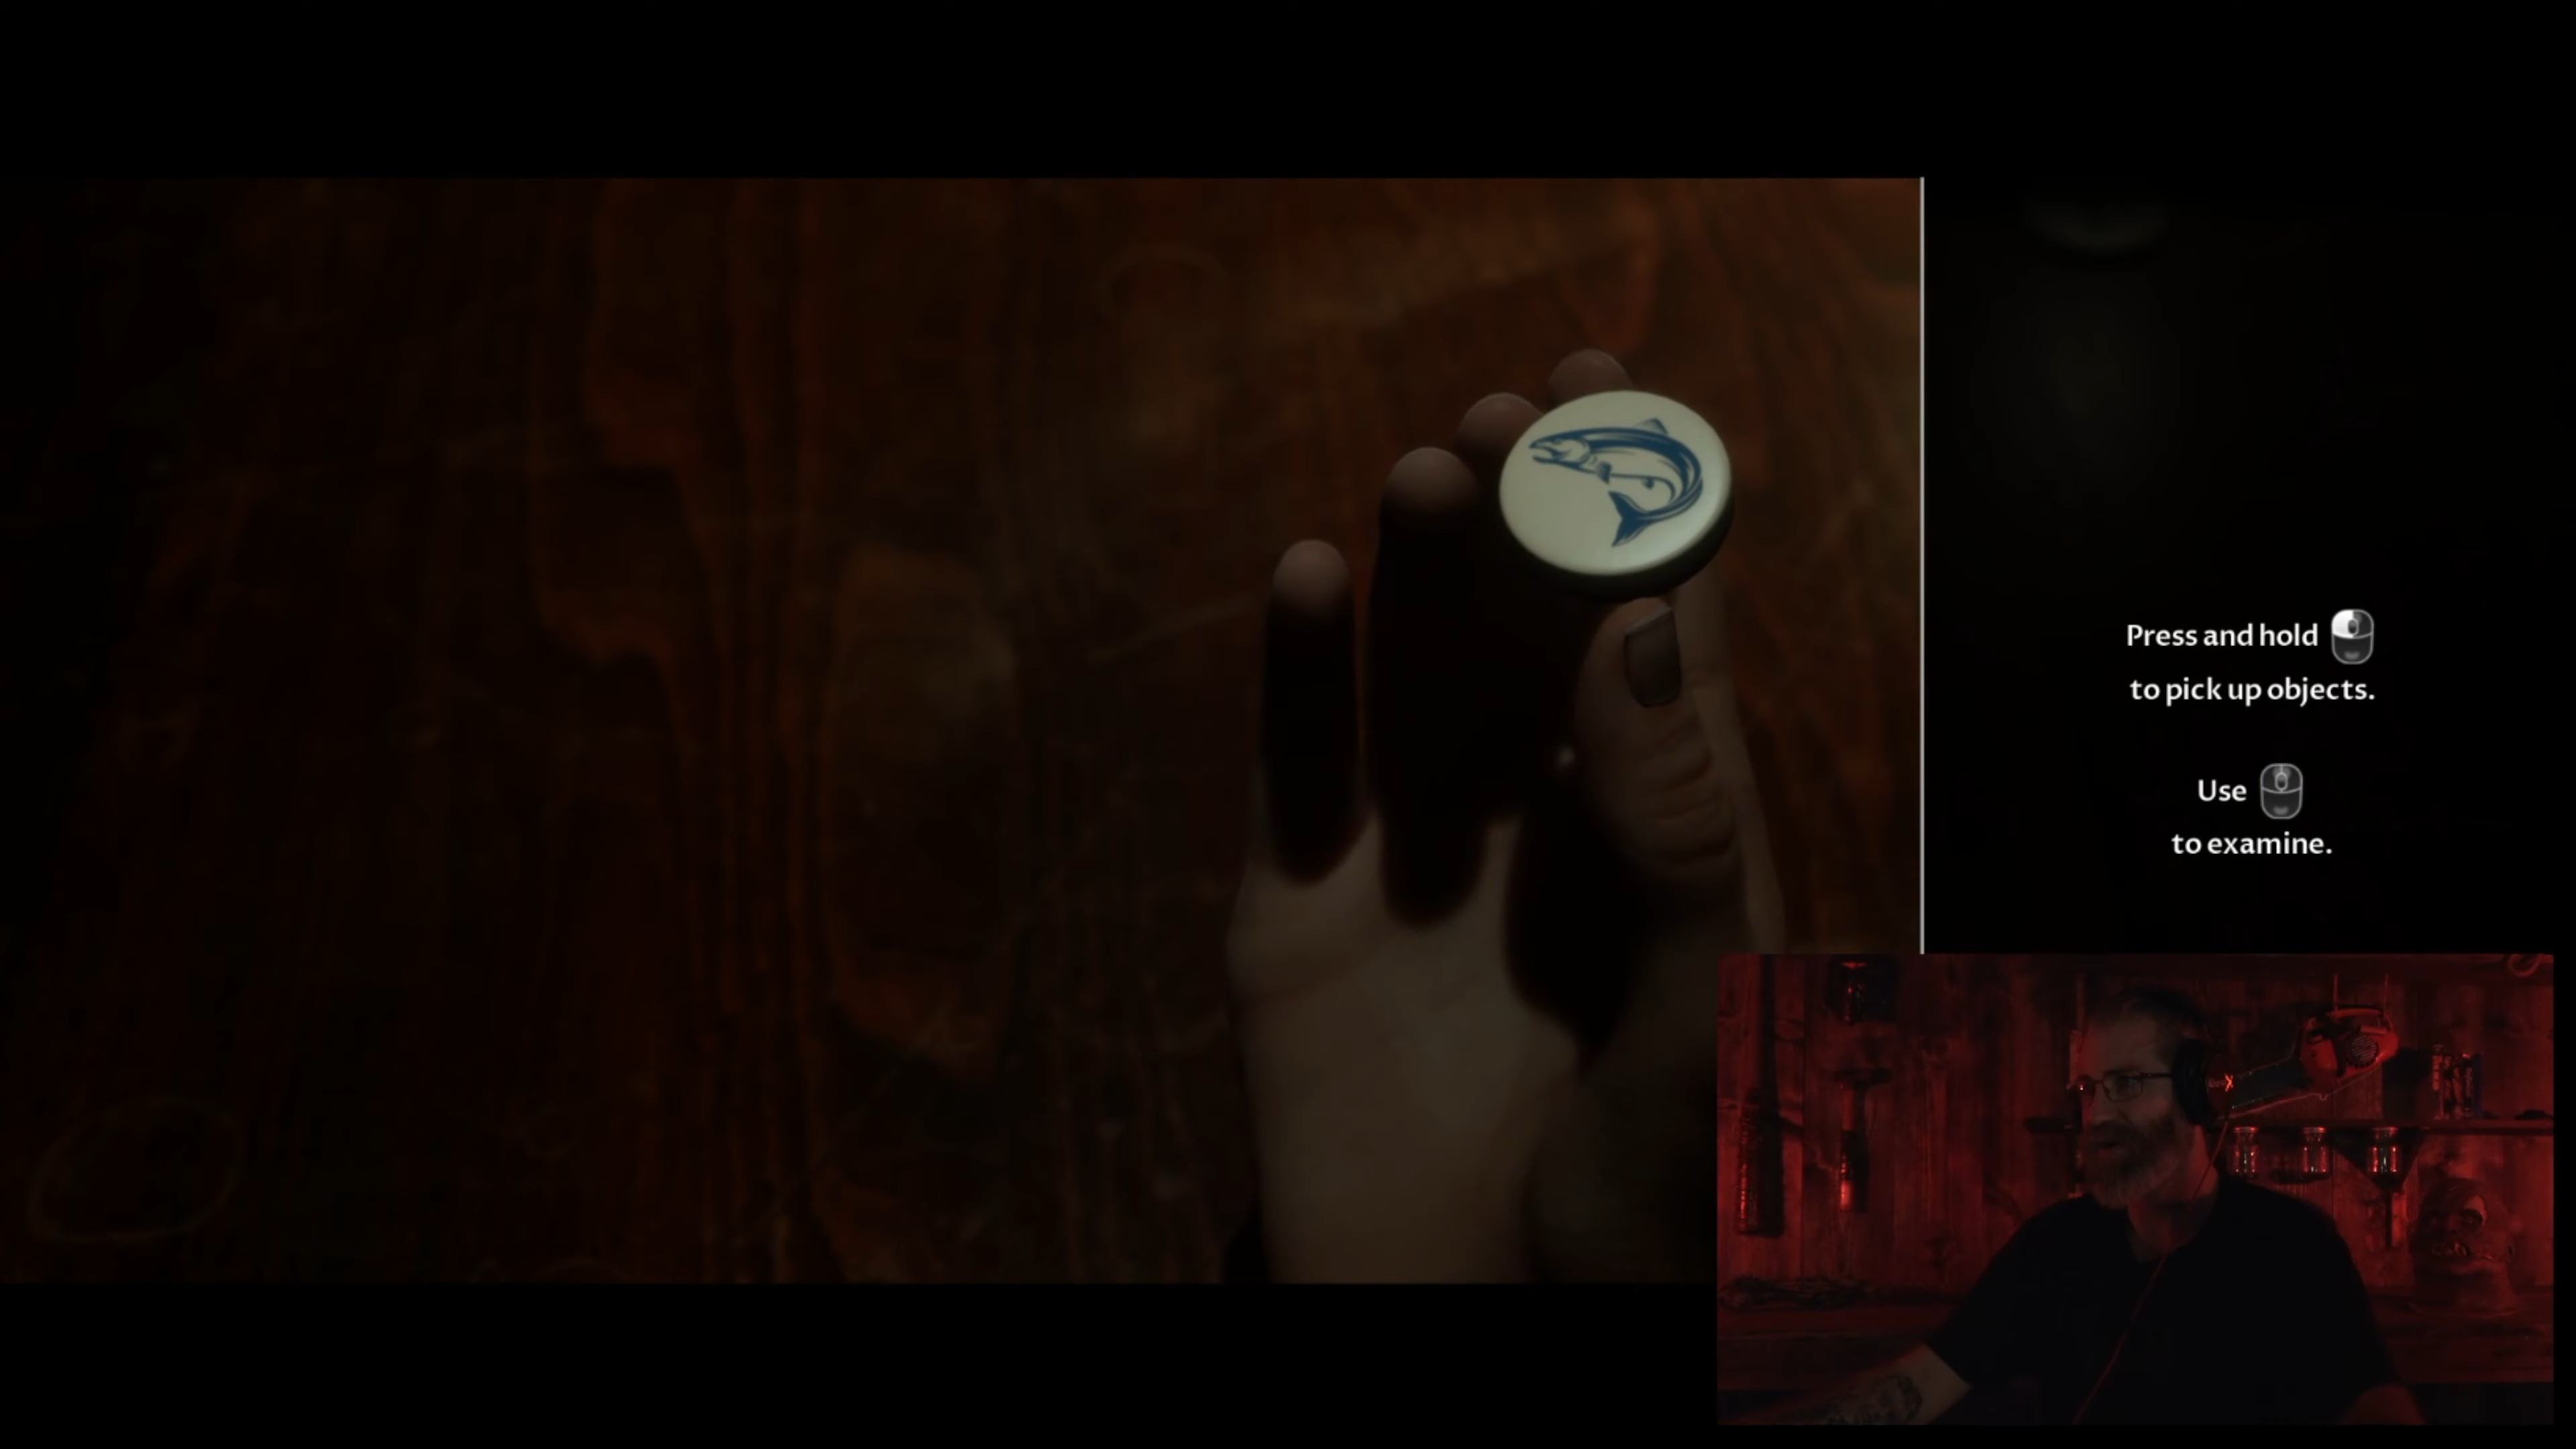 Press and hold
to pick up objects.
Use
to examine.